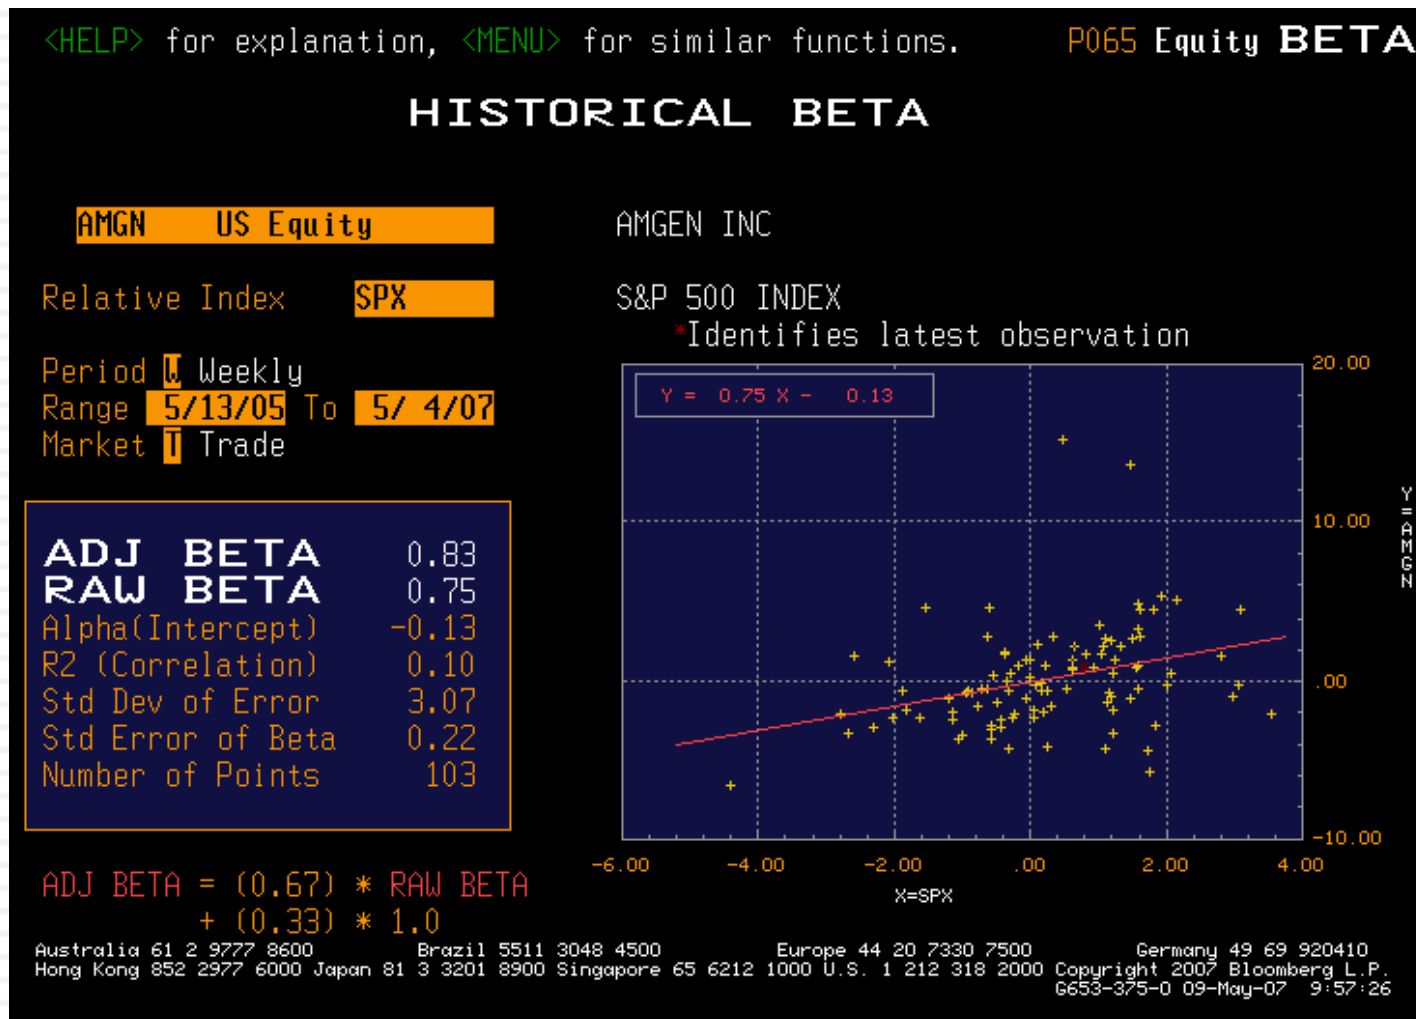 <HELP> for explanation, <MENU> for similar functions. P065 Equity BETA
HISTORICAL BETA
AMGN US Equity AMGEN INC
Relative Index SPX S&P 500 INDEX
*Identifies latest observation
Period W Weekly
Range 5/13/05 To 5/ 4/07
Market T Trade
Y = 0.75 X - 0.13
20.00
10.00
.00
-10.00
Y=AMGN
ADJ BETA 0.83
RAW BETA 0.75
Alpha(Intercept) -0.13
R2 (Correlation) 0.10
Std Dev of Error 3.07
Std Error of Beta 0.22
Number of Points 103
-6.00 -4.00 -2.00 .00 2.00 4.00
X=SPX
ADJ BETA = (0.67) * RAW BETA
+ (0.33) * 1.0
Australia 61 2 9777 8600 Brazil 5511 3048 4500 Europe 44 20 7330 7500 Germany 49 69 920410
Hong Kong 852 2977 6000 Japan 81 3 3201 8900 Singapore 65 6212 1000 U.S. 1 212 318 2000 Copyright 2007 Bloomberg L.P.
G653-375-0 09-May-07 9:57:26